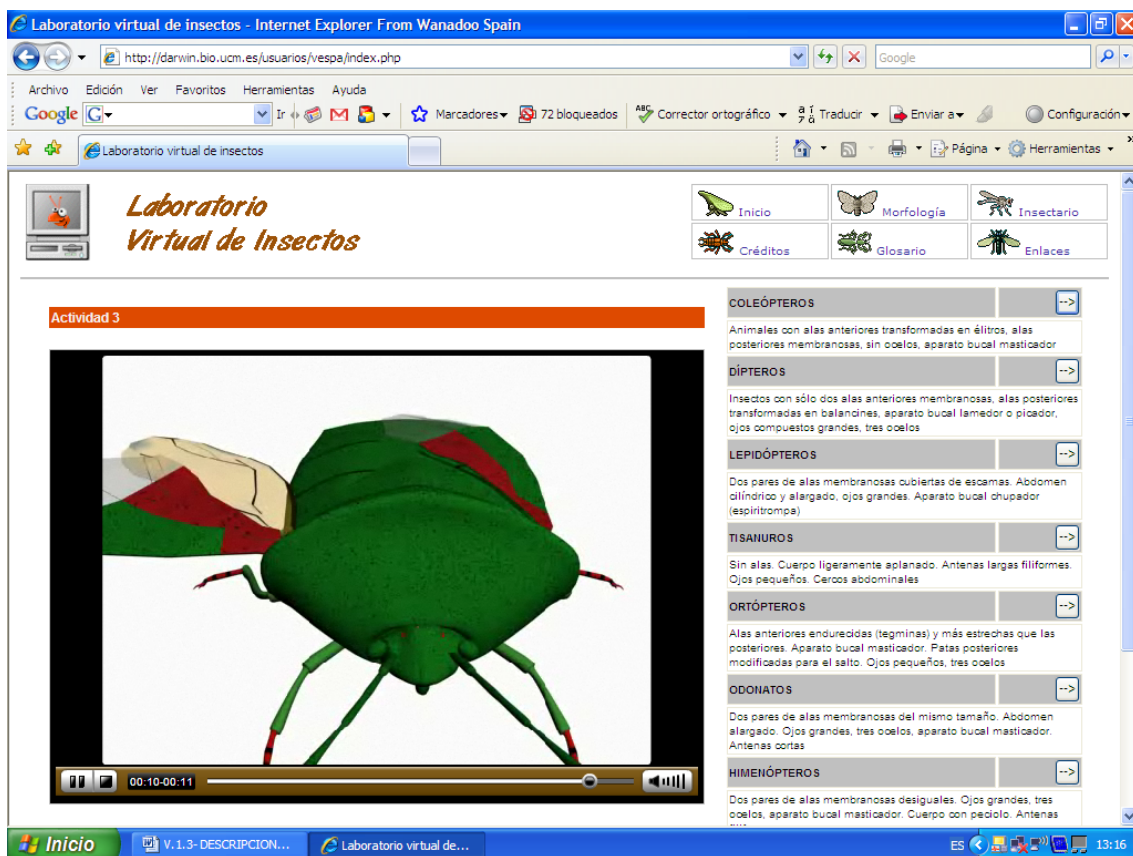 Laboratorio virtual de insectos - Internet Explorer From Wanadoo Spain
http://darwin.bio.ucm.es/usuarios/vespa/index.php
Google
Archivo Edición Ver Favoritos Herramientas Ayuda
Google G Ir Marcadores 72 bloqueados ABC Corrector ortográfico Traducir Enviar a Configuración
Laboratorio virtual de insectos
Página Herramientas
Laboratorio
Virtual de Insectos
Inicio Morfología Insectario
Créditos Glosario Enlaces
Actividad 3
00:10-00:11
COLEÓPTEROS -->
Animales con alas anteriores transformadas en élitros, alas
posteriores membranosas, sin ocelos, aparato bucal masticador
DÍPTEROS -->
Insectos con sólo dos alas anteriores membranosas, alas posteriores
transformadas en balancines, aparato bucal lamedor o picador,
ojos compuestos grandes, tres ocelos
LEPIDÓPTEROS -->
Dos pares de alas membranosas cubiertas de escamas. Abdomen
cilíndrico y alargado, ojos grandes. Aparato bucal chupador
(espiritrompa)
TISANUROS -->
Sin alas. Cuerpo ligeramente aplanado. Antenas largas filiformes.
Ojos pequeños. Cercos abdominales
ORTÓPTEROS -->
Alas anteriores endurecidas (tegminas) y más estrechas que las
posteriores. Aparato bucal masticador. Patas posteriores
modificadas para el salto. Ojos pequeños, tres ocelos
ODONATOS -->
Dos pares de alas membranosas del mismo tamaño. Abdomen
alargado. Ojos grandes, tres ocelos, aparato bucal masticador.
Antenas cortas
HIMENÓPTEROS -->
Dos pares de alas membranosas desiguales. Ojos grandes, tres
ocelos, aparato bucal masticador. Cuerpo con peciolo. Antenas
Inicio V.1.3- DESCRIPCION... Laboratorio virtual de... ES 13:16